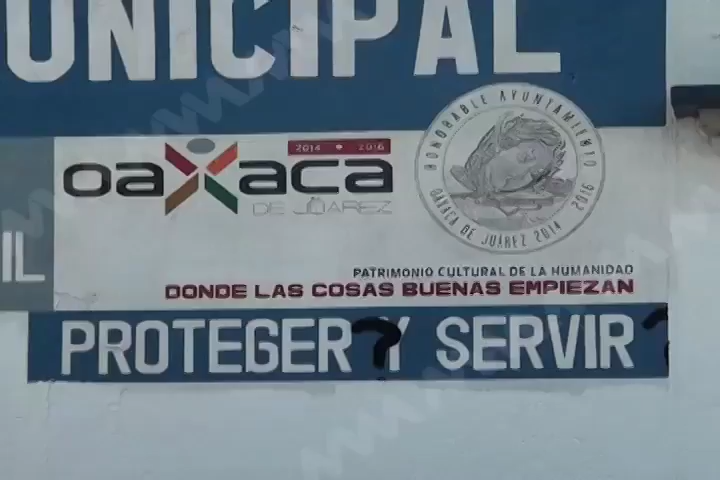 UNICIPAL
2014 • 2016
oaxaca
DE JUÁREZ
HONORABLE AYUNTAMIENTO
OAXACA DE JUÁREZ 2014 2016
IL
PATRIMONIO CULTURAL DE LA HUMANIDAD
DONDE LAS COSAS BUENAS EMPIEZAN
PROTEGER? Y SERVIR?